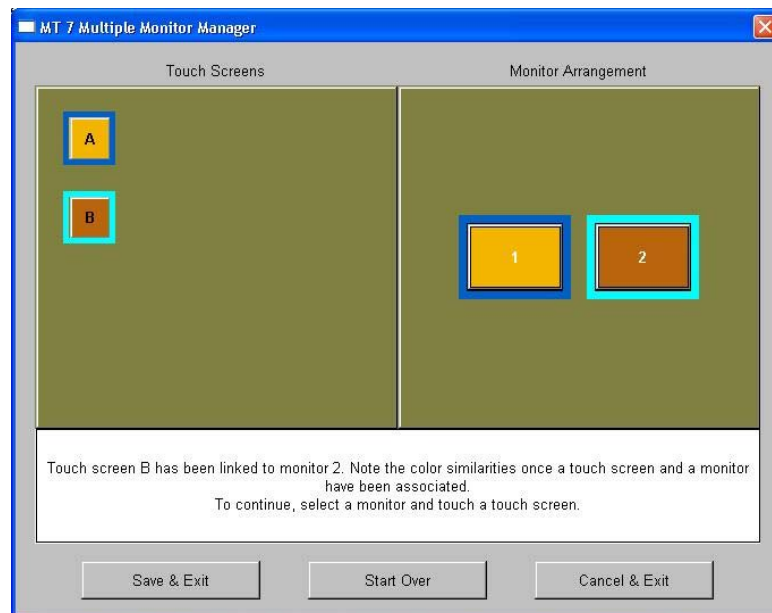 MT 7 Multiple Monitor Manager
Touch Screens
Monitor Arrangement
A
B
1
2
Touch screen B has been linked to monitor 2. Note the color similarities once a touch screen and a monitor
have been associated.
To continue, select a monitor and touch a touch screen.
Save & Exit
Start Over
Cancel & Exit